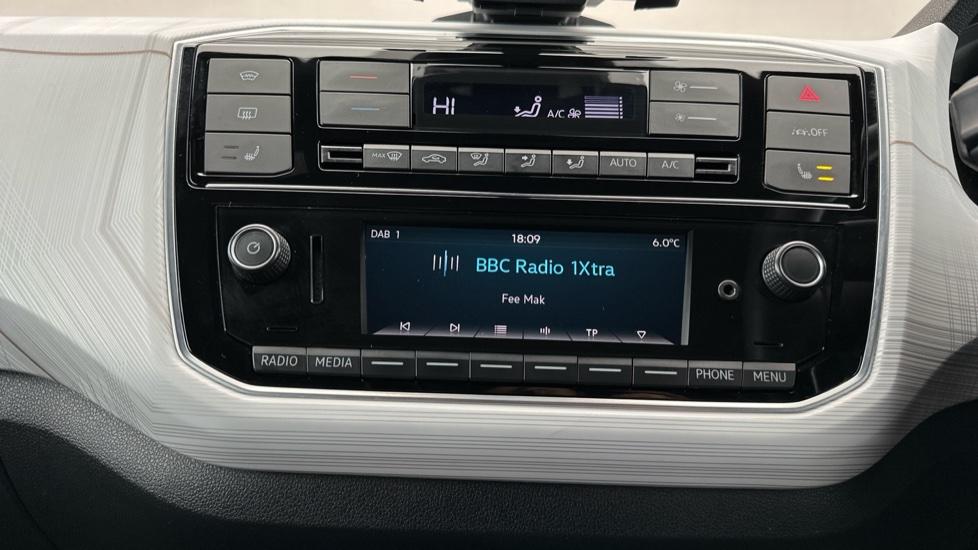 HI A/C
OFF
MAX AUTO A/C
DAB 1 18:09 6.0°C
BBC Radio 1Xtra
Fee Mak
TP
RADIO MEDIA PHONE MENU